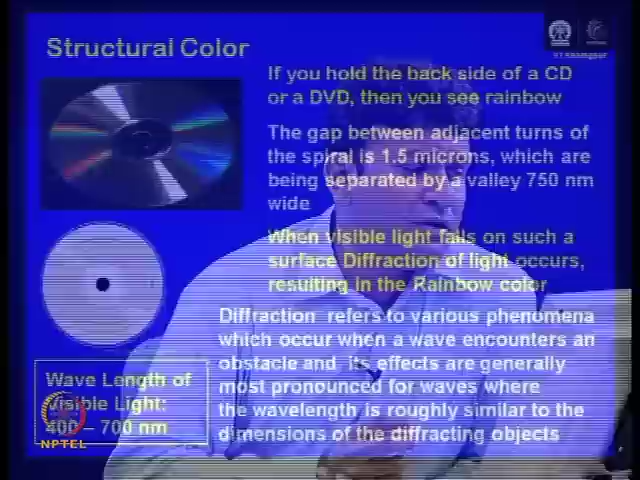 Structural Color
If you hold the back side of a CD
or a DVD, then you see rainbow
The gap between adjacent turns of
the spiral is 1.5 microns, which are
being separated by a valley 750 nm
wide
When visible light falls on such a
surface Diffraction of light occurs,
resulting in the Rainbow color
Diffraction refers to various phenomena
which occur when a wave encounters an
obstacle and its effects are generally
most pronounced for waves where
the wavelength is roughly similar to the
dimensions of the diffracting objects
Wave Length of
Visible Light:
400 – 700 nm
NPTEL